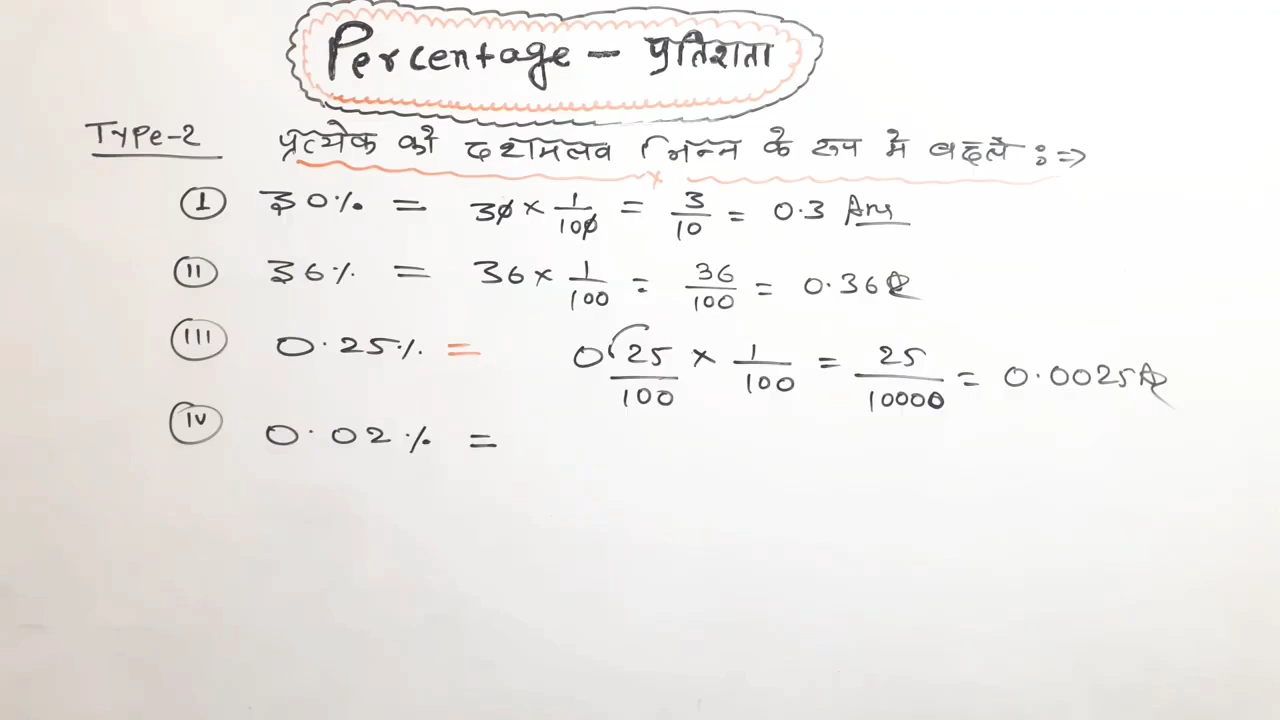 Percentage - प्रतिशता
Type-2 प्रत्येक को दशमलव भिन्न के रूप मे बदले :⇒
(I) 30% = 30 × 1/100 = 3/10 = 0.3 Ans
(II) 36% = 36 × 1/100 = 36/100 = 0.36
(III) 0.25% = 0 25/100 × 1/100 = 25/10000 = 0.0025
(IV) 0.02% =